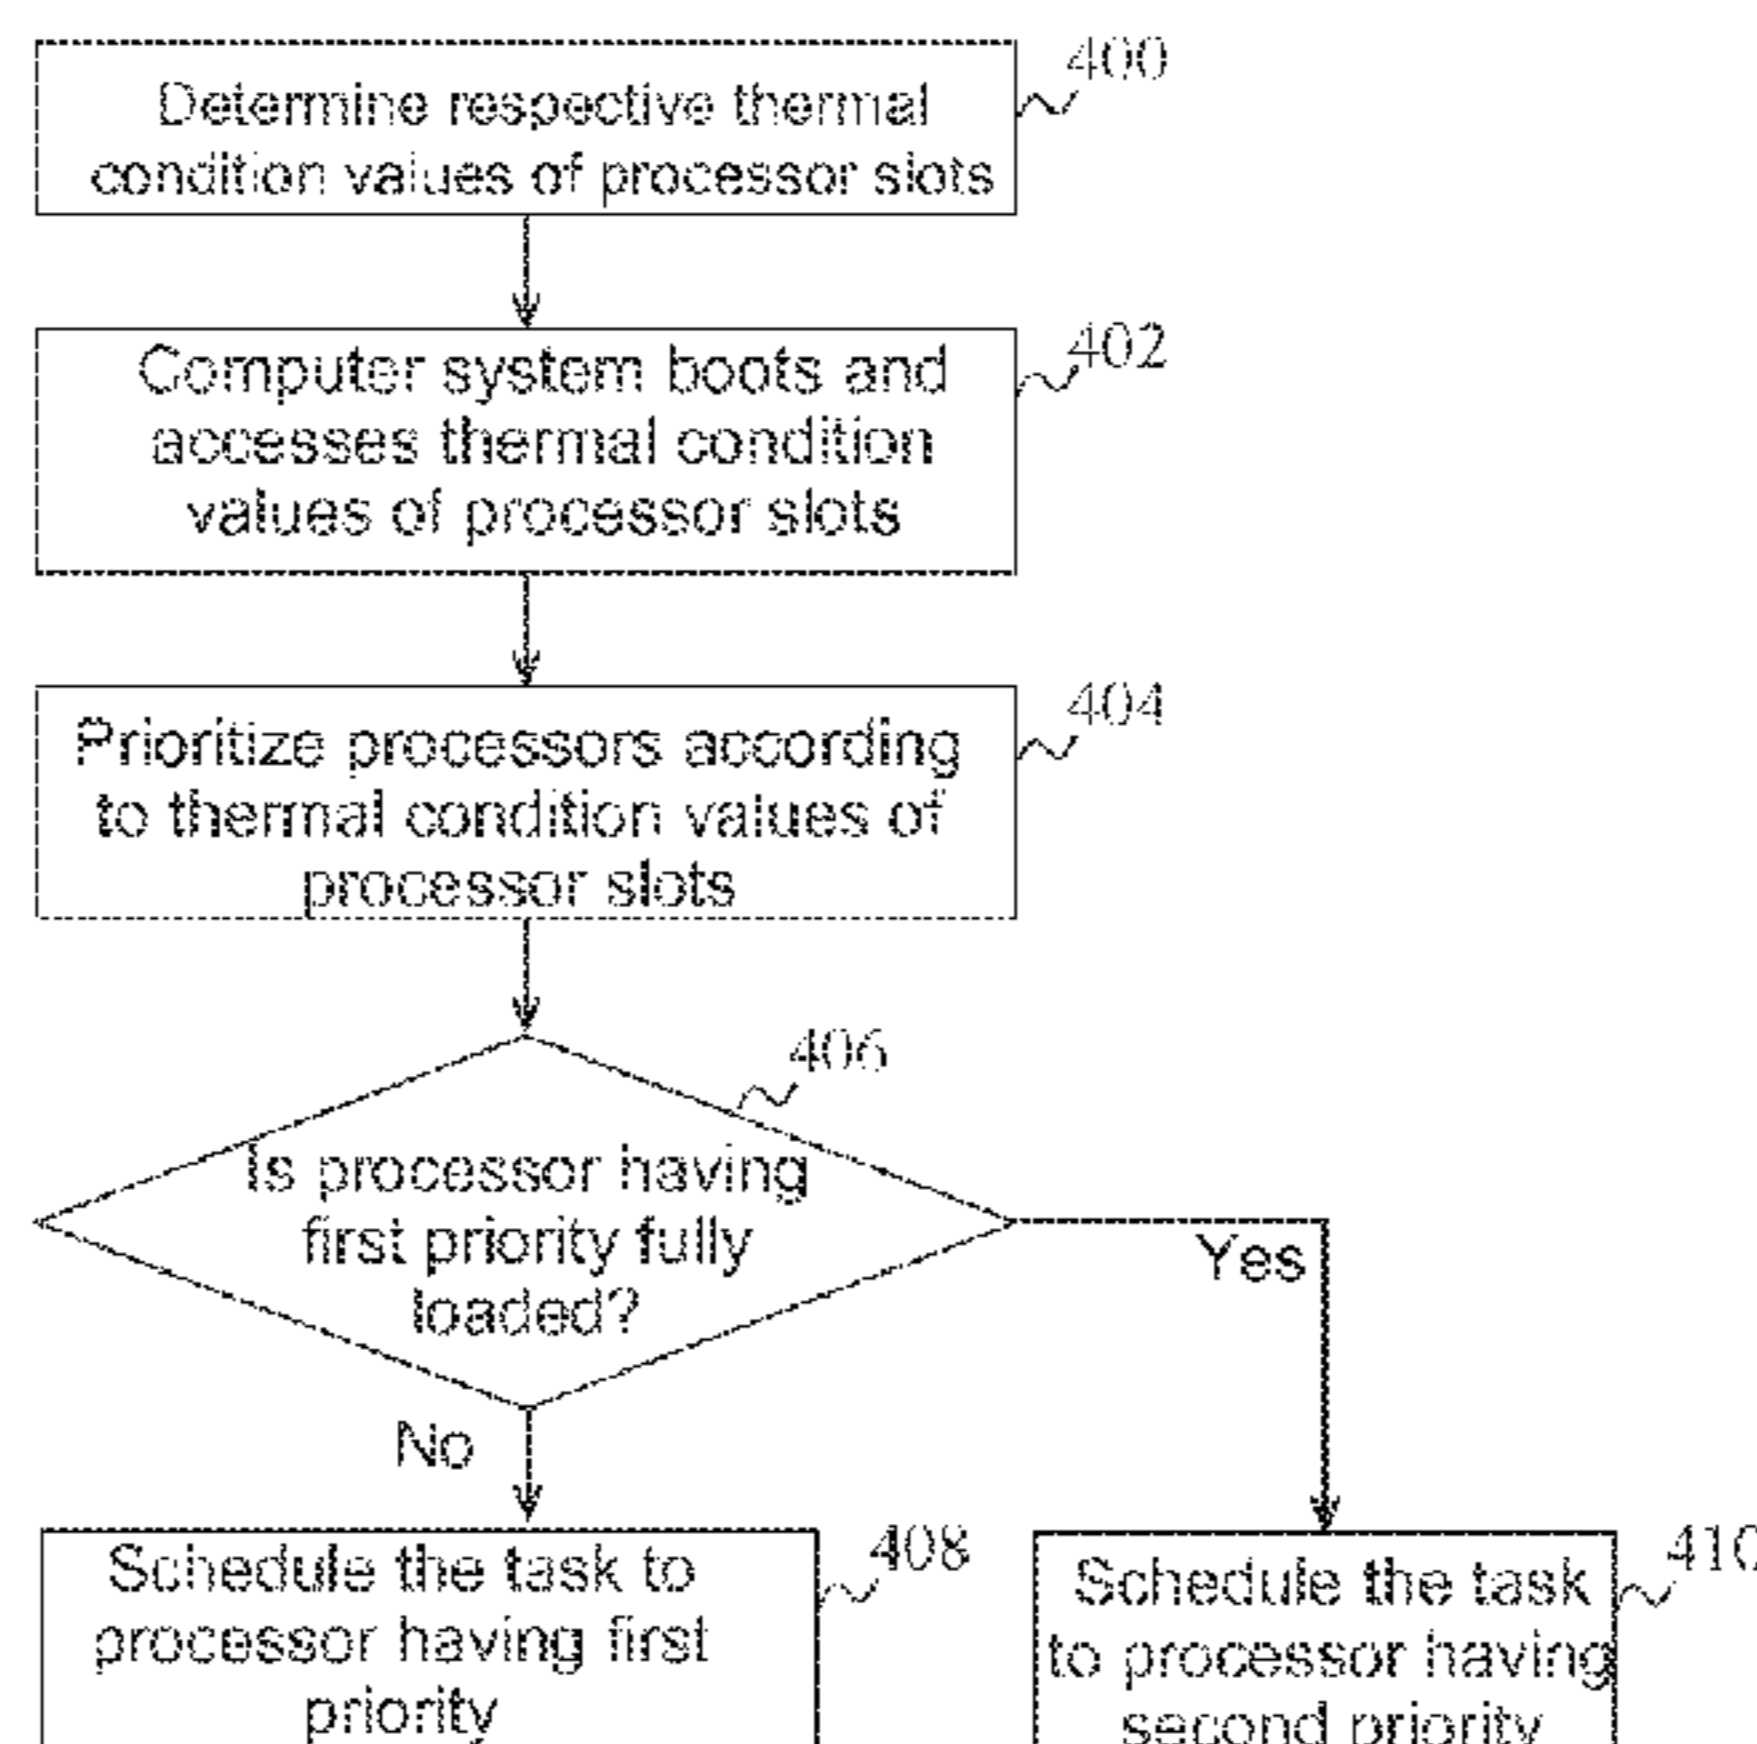 400
Determine respective thermal
condition values of processor slots
402
Computer system boots and
accesses thermal condition
values of processor slots
404
Prioritize processors according
to thermal condition values of
processor slots
406
Is processor having
first priority fully
loaded?
Yes
No
408
Schedule the task to
processor having first
priority
410
Schedule the task
to processor having
second priority